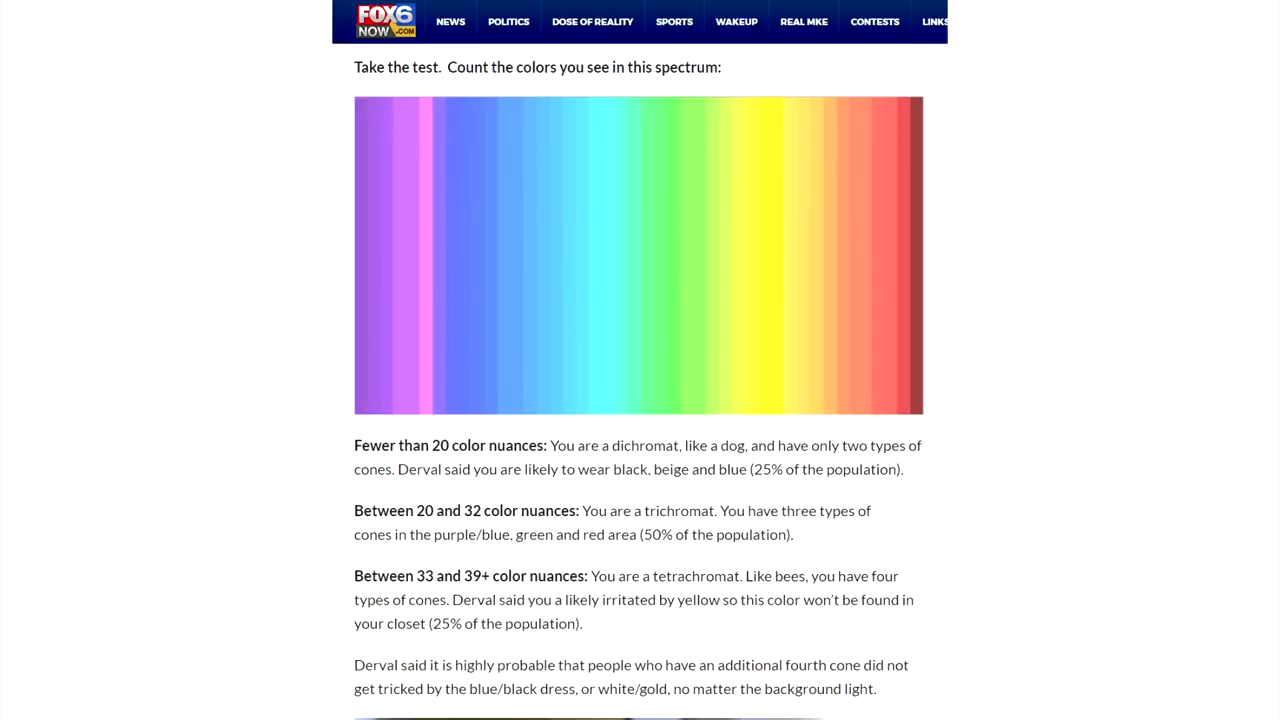 FOX6
NOW .COM
NEWS POLITICS DOSE OF REALITY SPORTS WAKEUP REAL MKE CONTESTS LINKS
Take the test. Count the colors you see in this spectrum:
Fewer than 20 color nuances: You are a dichromat, like a dog, and have only two types of
cones. Derval said you are likely to wear black, beige and blue (25% of the population).
Between 20 and 32 color nuances: You are a trichromat. You have three types of
cones in the purple/blue, green and red area (50% of the population).
Between 33 and 39+ color nuances: You are a tetrachromat. Like bees, you have four
types of cones. Derval said you a likely irritated by yellow so this color won't be found in
your closet (25% of the population).
Derval said it is highly probable that people who have an additional fourth cone did not
get tricked by the blue/black dress, or white/gold, no matter the background light.